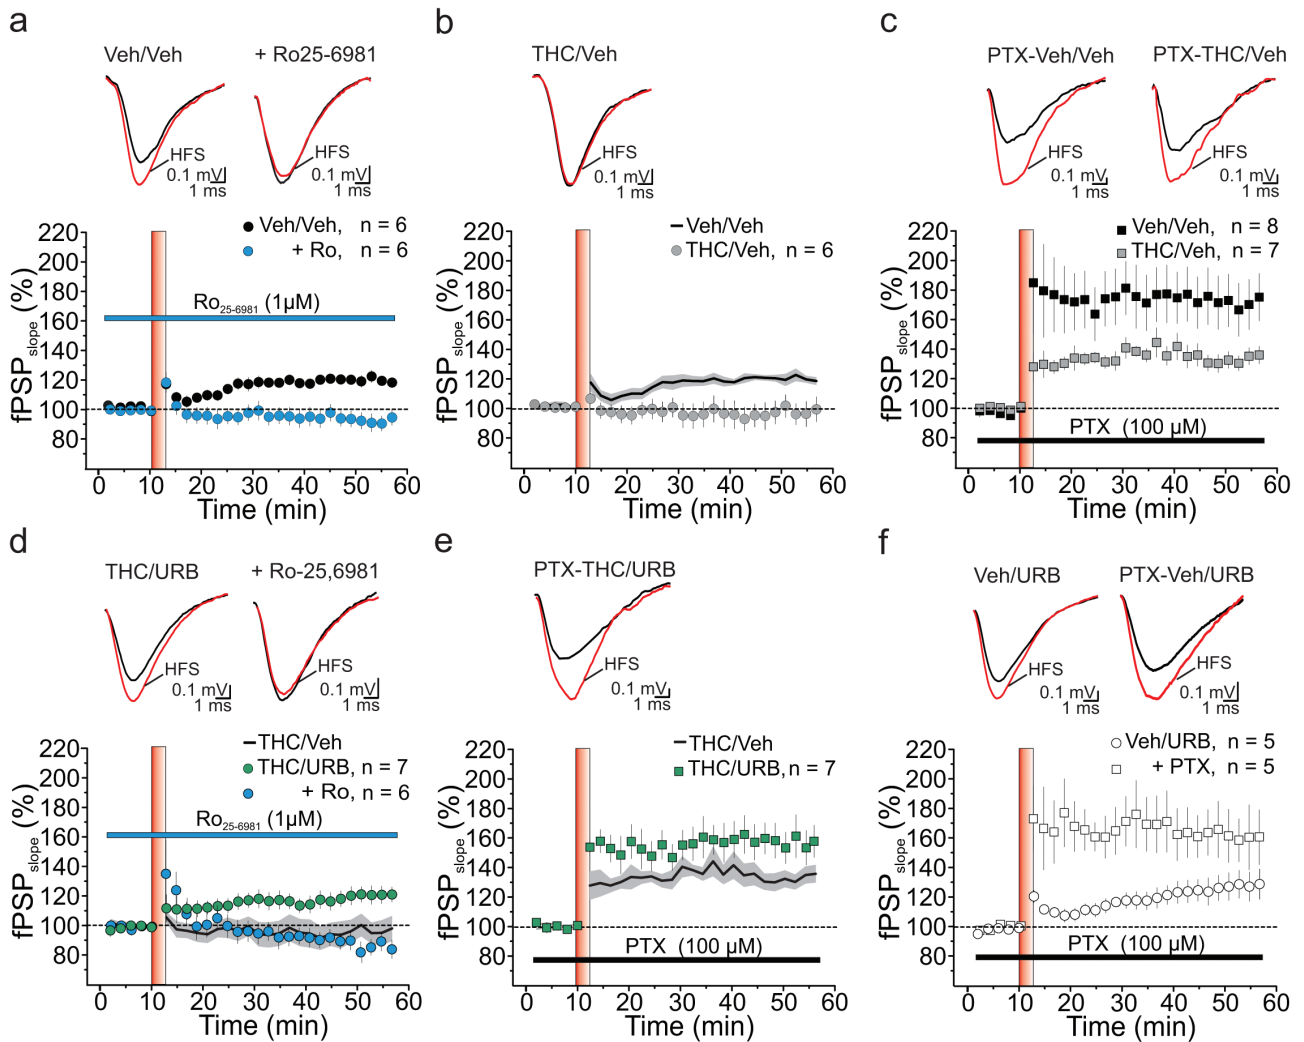 a
Veh/Veh
+ Ro25-6981
HFS
0.1 mV
1 ms
HFS
0.1 mV
1 ms
Veh/Veh, n = 6
+ Ro, n = 6
Ro25-6981 (1µM)
fPSPslope (%)
220
200
180
160
140
120
100
80
0 10 20 30 40 50 60
Time (min)
b
THC/Veh
HFS
0.1 mV
1 ms
Veh/Veh
THC/Veh, n = 6
fPSPslope (%)
220
200
180
160
140
120
100
80
0 10 20 30 40 50 60
Time (min)
c
PTX-Veh/Veh
PTX-THC/Veh
HFS
0.1 mV
1 ms
HFS
0.1 mV
1 ms
Veh/Veh, n = 8
THC/Veh, n = 7
fPSPslope (%)
220
200
180
160
140
120
100
80
PTX (100 µM)
0 10 20 30 40 50 60
Time (min)
d
THC/URB
+ Ro-25,6981
HFS
0.1 mV
1 ms
HFS
0.1 mV
1 ms
THC/Veh
THC/URB, n = 7
+ Ro, n = 6
Ro25-6981 (1µM)
fPSPslope (%)
220
200
180
160
140
120
100
80
0 10 20 30 40 50 60
Time (min)
e
PTX-THC/URB
HFS
0.1 mV
1 ms
THC/Veh
THC/URB, n = 7
fPSPslope (%)
220
200
180
160
140
120
100
80
PTX (100 µM)
0 10 20 30 40 50 60
Time (min)
f
Veh/URB
PTX-Veh/URB
HFS
0.1 mV
1 ms
HFS
0.1 mV
1 ms
Veh/URB, n = 5
+ PTX, n = 5
fPSPslope (%)
220
200
180
160
140
120
100
80
PTX (100 µM)
0 10 20 30 40 50 60
Time (min)